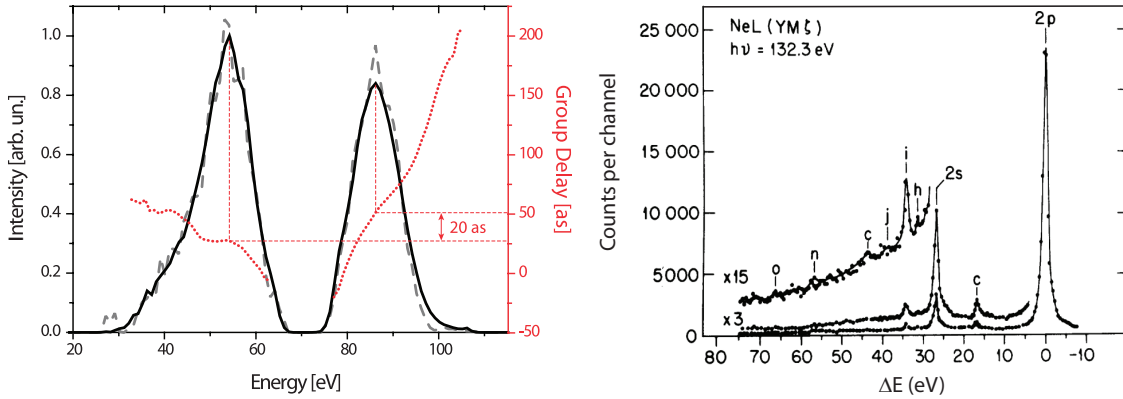 1.0
0.8
0.6
0.4
0.2
0.0
Intensity [arb. un.]
20 40 60 80 100
Energy [eV]
200
150
100
50
0
-50
Group Delay [as]
20 as
NeL (YM ζ)
hν = 132.3 eV
2p
25 000
20 000
15 000
10 000
5000
0
Counts per channel
i
h
2s
j
c
n
o
c
x15
x3
80 70 60 50 40 30 20 10 0 -10
ΔE (eV)